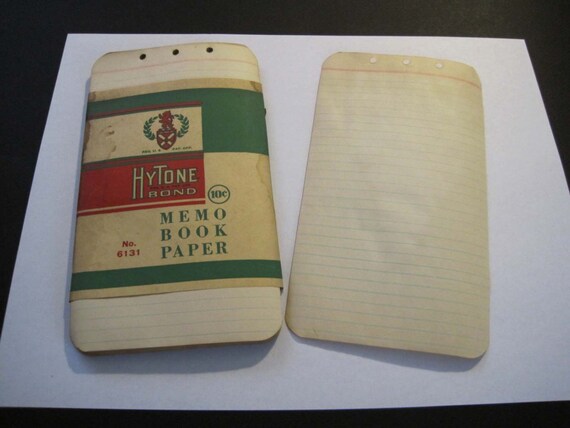 HYTONE
BOND
10¢
MEMO
BOOK
PAPER
No.
6131